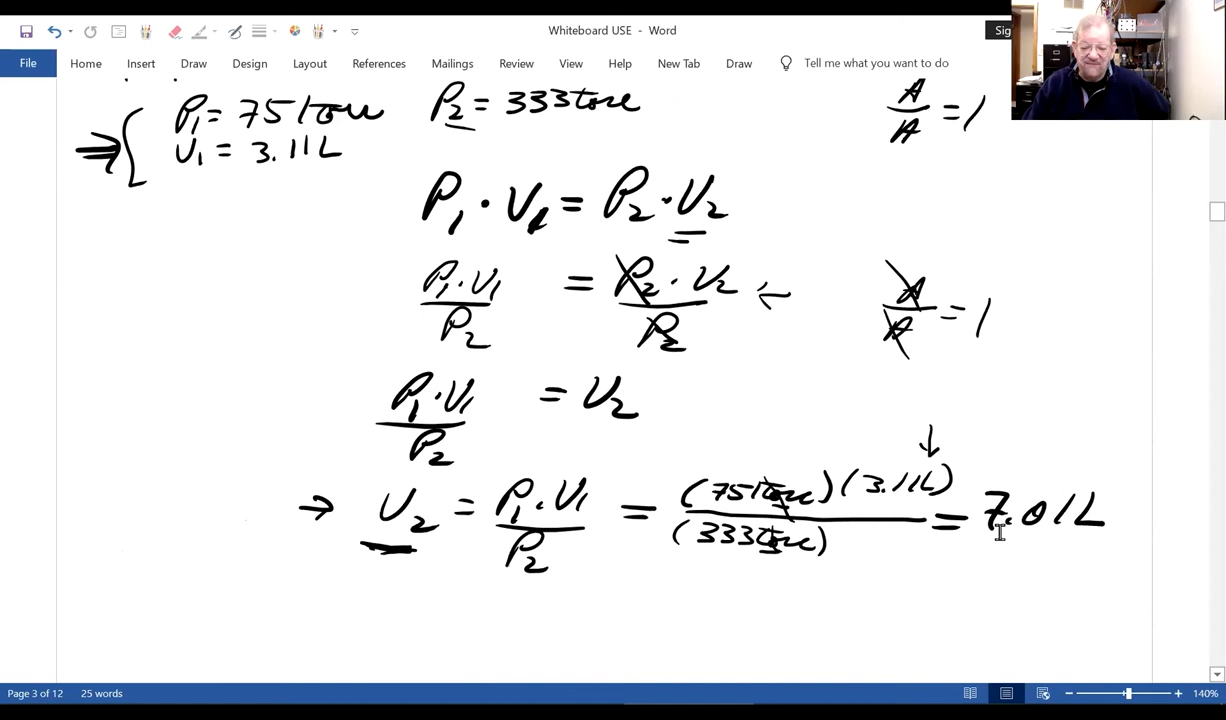 Whiteboard USE - Word
Sig
File Home Insert Draw Design Layout References Mailings Review View Help New Tab Draw Tell me what you want to do
P₁ = 751 torr P₂ = 333 torr A/A = 1
⇒ { V₁ = 3.11 L
P₁ · V₁ = P₂ · V₂
P₁·V₁/P₂ = P₂·V₂/P₂ ← A/A = 1
P₁·V₁/P₂ = V₂
→ V₂ = P₁·V₁/P₂ = (751 torr)(3.11 L)/(333 torr) = 7.01 L
Page 3 of 12 25 words 140%